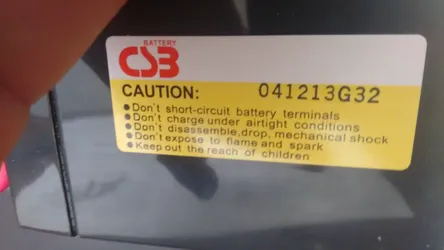 BATTERY
CSB
CAUTION: 041213G32
●Don't short-circuit battery terminals
●Don't charge under airtight conditions
●Don't disassemble,drop, mechanical shock
●Don't expose to flame and spark
●Keep out the reach of children